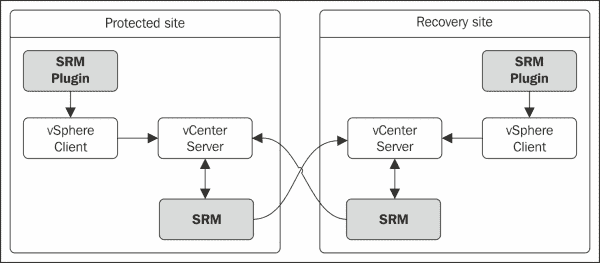 Protected site
Recovery site
SRM
Plugin
SRM
Plugin
vSphere
Client
vCenter
Server
vCenter
Server
vSphere
Client
SRM
SRM